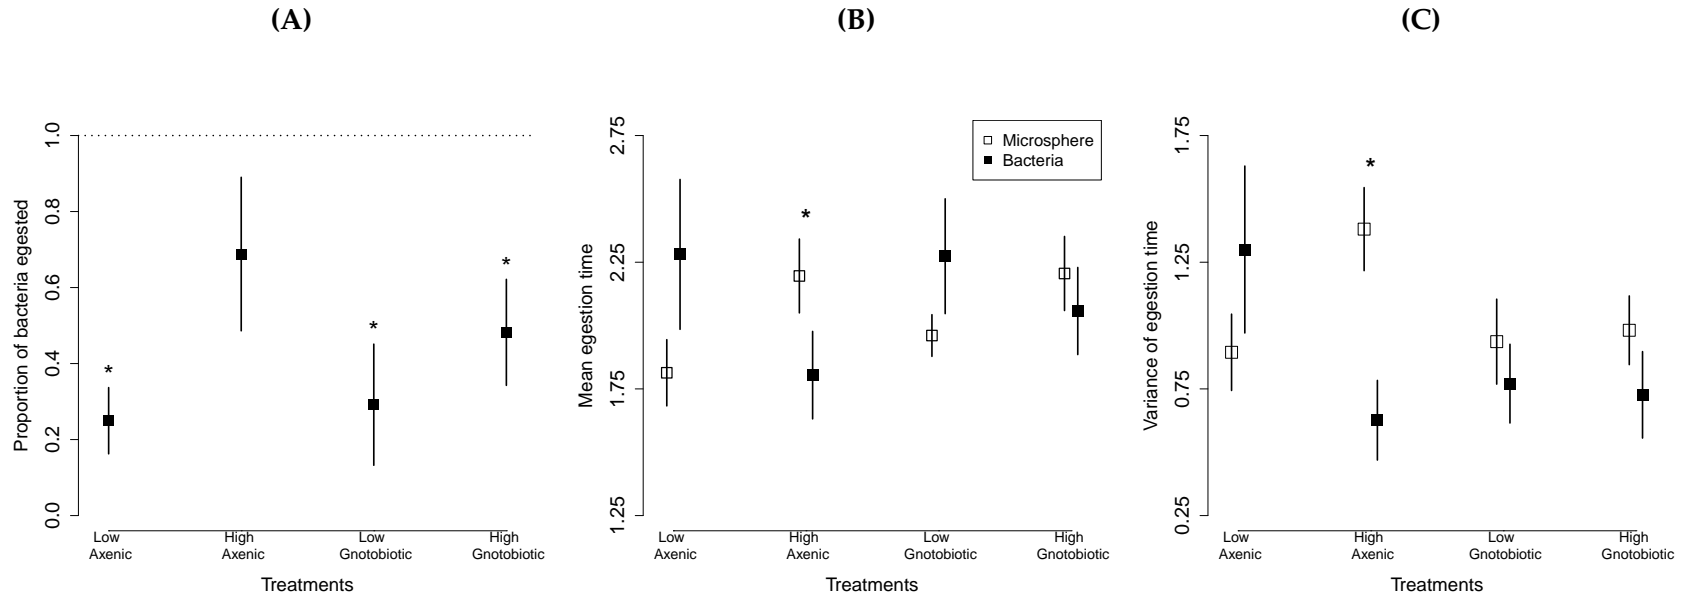 (A)
Proportion of bacteria egested
1.0
0.8
0.6
0.4
0.2
0.0
*
*
*
Low
Axenic
High
Axenic
Low
Gnotobiotic
High
Gnotobiotic
Treatments
(B)
Mean egestion time
2.75
2.25
1.75
1.25
Microsphere
Bacteria
*
Low
Axenic
High
Axenic
Low
Gnotobiotic
High
Gnotobiotic
Treatments
(C)
Variance of egestion time
1.75
1.25
0.75
0.25
*
Low
Axenic
High
Axenic
Low
Gnotobiotic
High
Gnotobiotic
Treatments